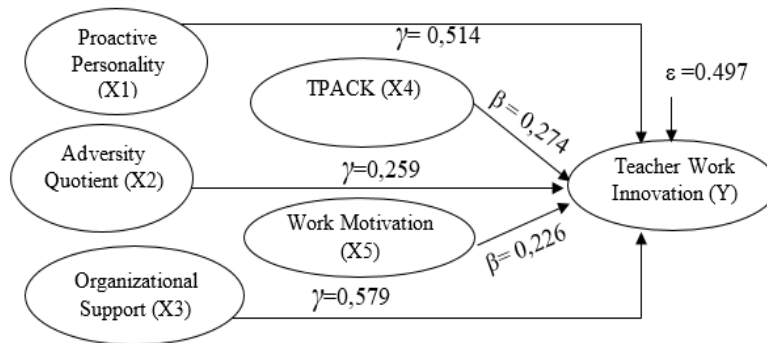 Proactive
Personality
(X1)
γ= 0,514
TPACK (X4)
ε =0.497
β = 0,274
Adversity
Quotient (X2)
γ=0,259
Teacher Work
Innovation (Y)
Work Motivation
(X5)
β= 0,226
Organizational
Support (X3)
γ=0,579